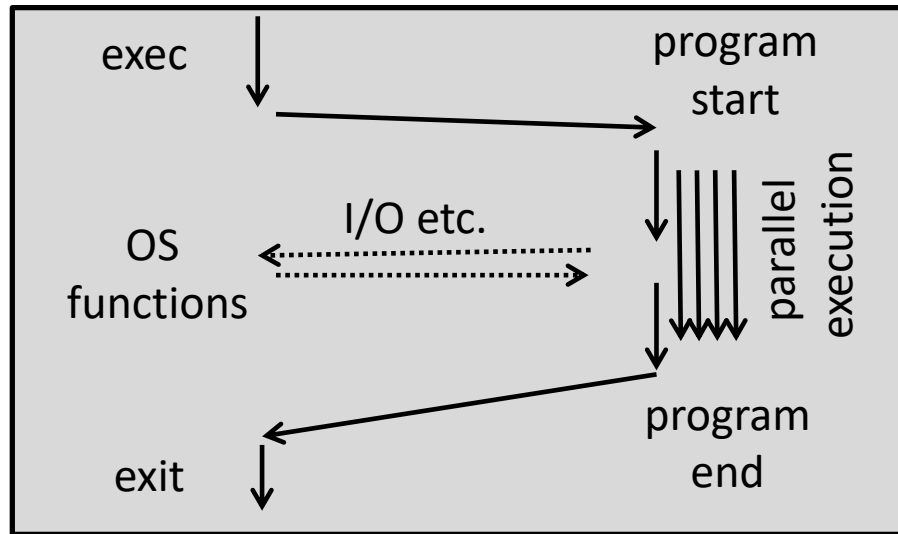 exec
program
start
I/O etc.
OS
functions
parallel
execution
program
end
exit